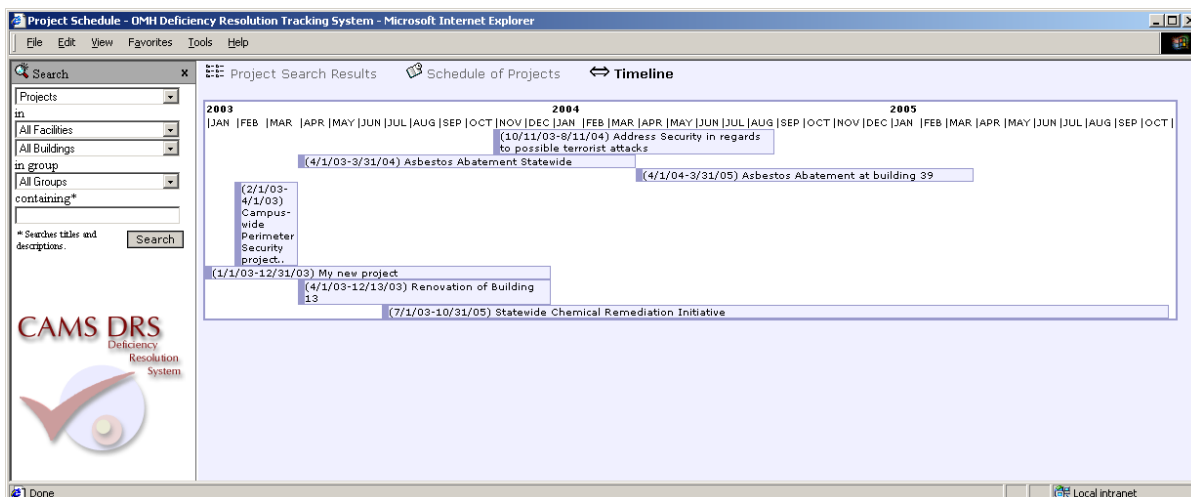 Project Schedule - OMH Deficiency Resolution Tracking System - Microsoft Internet Explorer
File Edit View Favorites Tools Help
Search x
Projects
in
All Facilities
All Buildings
in group
All Groups
containing*
* Searches titles and
descriptions.
Search
CAMS DRS
Deficiency
Resolution
System
Project Search Results Schedule of Projects Timeline
2003 2004 2005
|JAN |FEB |MAR |APR |MAY |JUN |JUL |AUG |SEP |OCT |NOV |DEC |JAN |FEB |MAR |APR |MAY |JUN |JUL |AUG |SEP |OCT |NOV |DEC |JAN |FEB |MAR |APR |MAY |JUN |JUL |AUG |SEP |OCT |
(10/11/03-8/11/04) Address Security in regards
to possible terrorist attacks
(4/1/03-3/31/04) Asbestos Abatement Statewide
(4/1/04-3/31/05) Asbestos Abatement at building 39
(2/1/03-
4/1/03)
Campus-
wide
Perimeter
Security
project..
(1/1/03-12/31/03) My new project
(4/1/03-12/13/03) Renovation of Building
13
(7/1/03-10/31/05) Statewide Chemical Remediation Initiative
Done
Local intranet